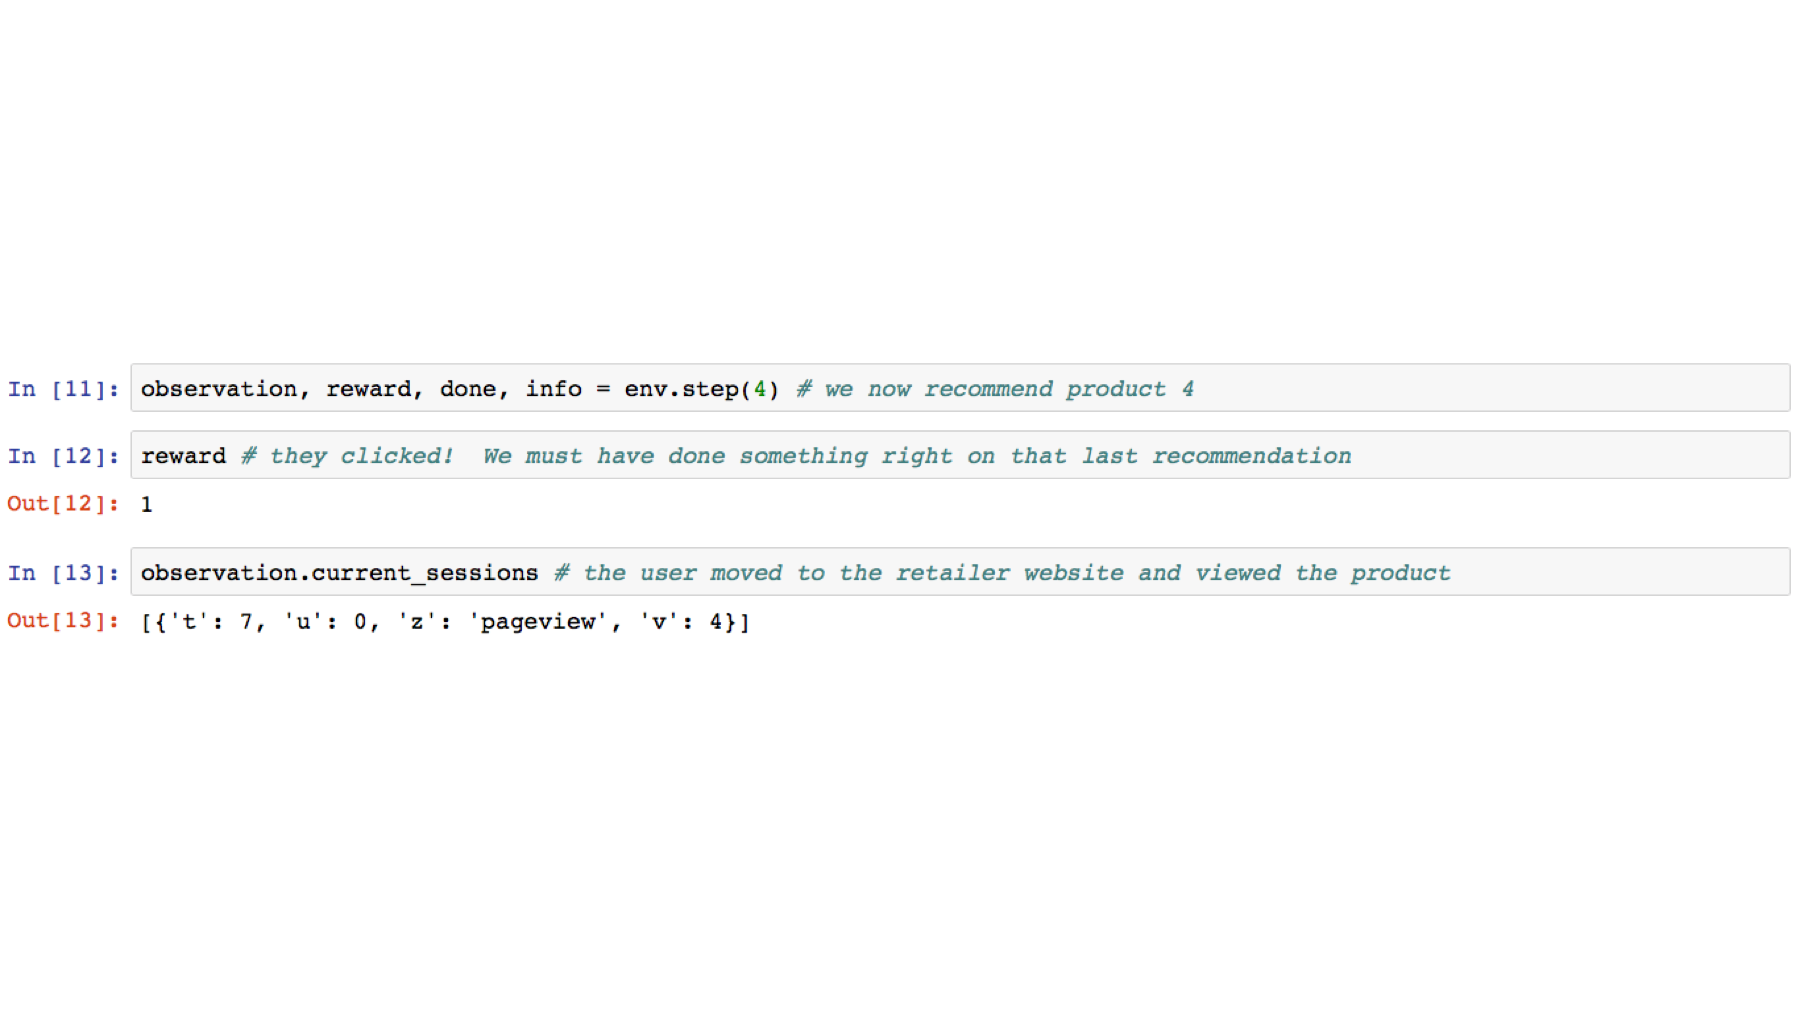 In [11]: observation, reward, done, info = env.step(4) # we now recommend product 4
In [12]: reward # they clicked!  We must have done something right on that last recommendation
Out[12]: 1
In [13]: observation.current_sessions # the user moved to the retailer website and viewed the product
Out[13]: [{'t': 7, 'u': 0, 'z': 'pageview', 'v': 4}]